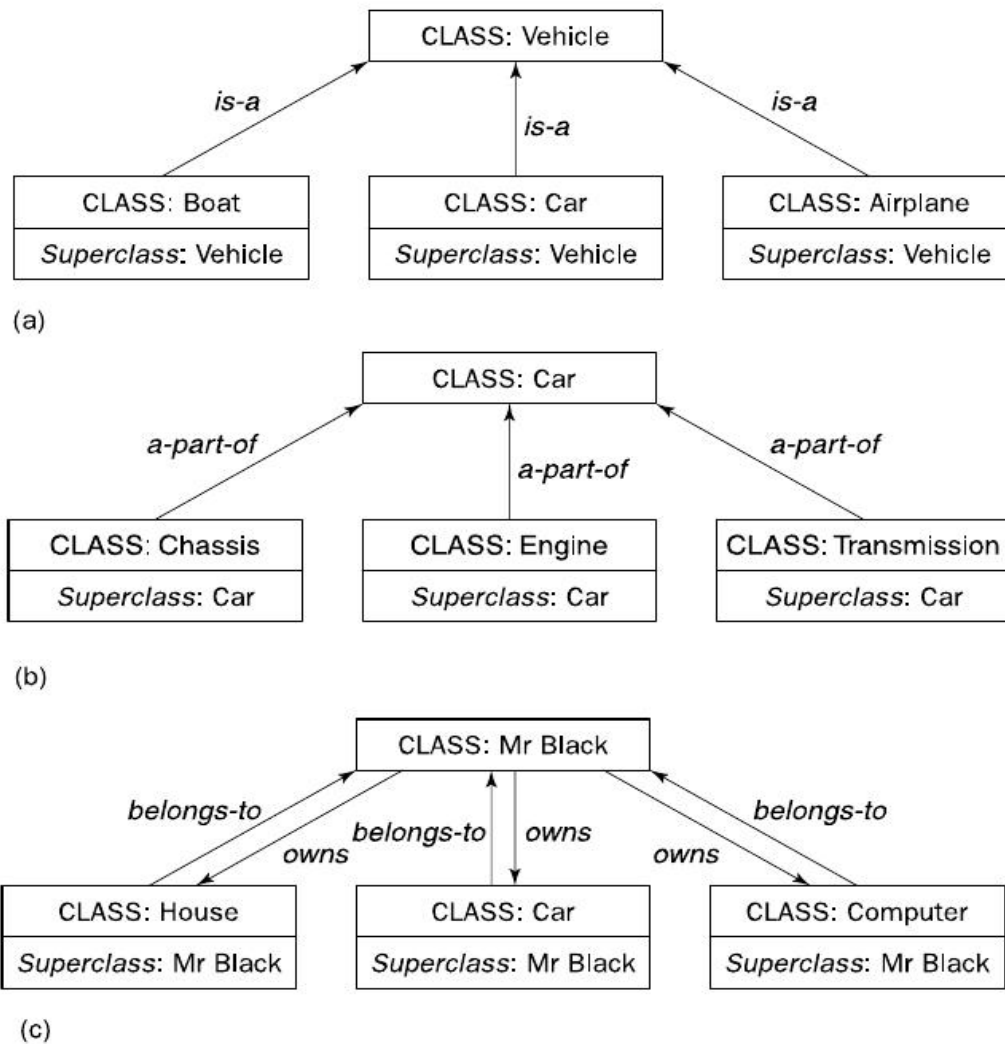 CLASS: Vehicle
is-a
is-a
is-a
CLASS: Boat
Superclass: Vehicle
CLASS: Car
Superclass: Vehicle
CLASS: Airplane
Superclass: Vehicle
(a)
CLASS: Car
a-part-of
a-part-of
a-part-of
CLASS: Chassis
Superclass: Car
CLASS: Engine
Superclass: Car
CLASS: Transmission
Superclass: Car
(b)
CLASS: Mr Black
belongs-to
owns
belongs-to
owns
owns
belongs-to
CLASS: House
Superclass: Mr Black
CLASS: Car
Superclass: Mr Black
CLASS: Computer
Superclass: Mr Black
(c)